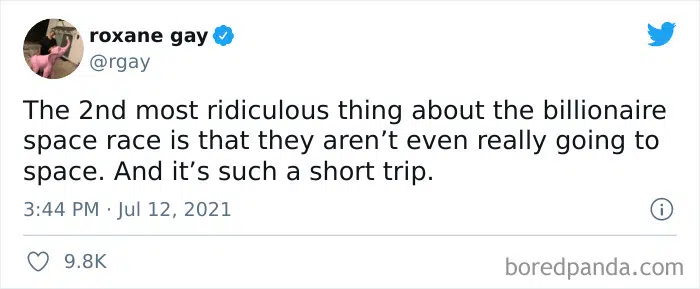 roxane gay
@rgay
The 2nd most ridiculous thing about the billionaire
space race is that they aren’t even really going to
space. And it’s such a short trip.
3:44 PM · Jul 12, 2021
9.8K
boredpanda.com